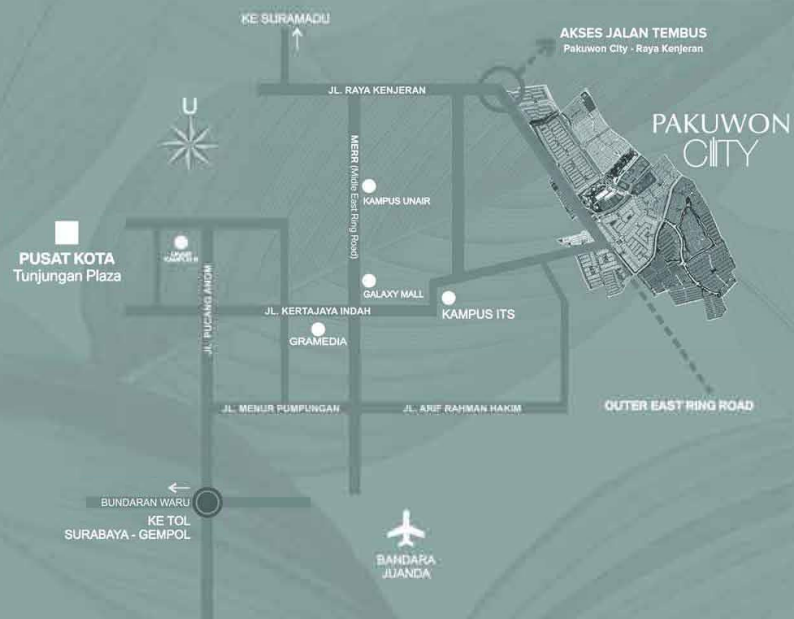 KE SURAMADU
AKSES JALAN TEMBUS
Pakuwon City - Raya Kenjeran
JL. RAYA KENJERAN
U
PAKUWON
CITY
MERR (Midle East Ring Road)
KAMPUS UNAIR
PUSAT KOTA
Tunjungan Plaza
JL. PUCANG ANOM
GALAXY MALL
JL. KERTAJAYA INDAH
KAMPUS ITS
GRAMEDIA
JL. MENUR PUMPUNGAN
JL. ARIF RAHMAN HAKIM
OUTER EAST RING ROAD
BUNDARAN WARU
KE TOL
SURABAYA - GEMPOL
BANDARA
JUANDA